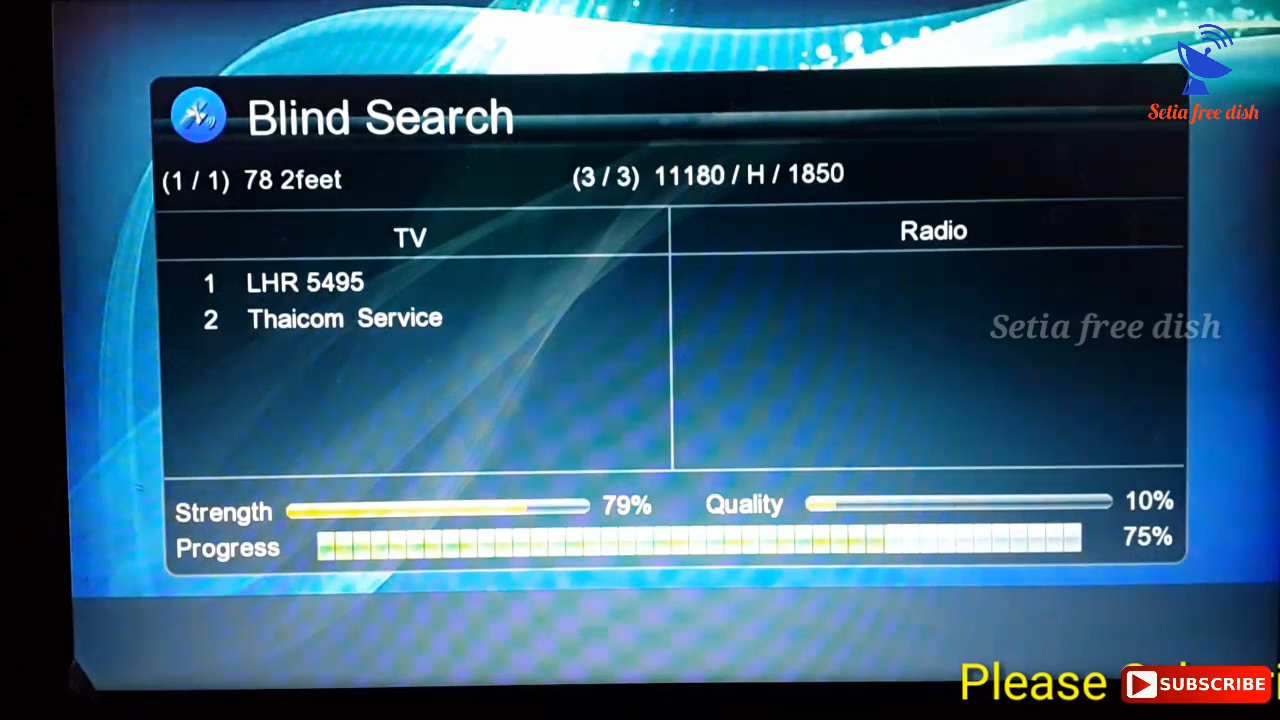 Setia free dish
Blind Search
(1 / 1) 78 2feet
(3 / 3) 11180 / H / 1850
TV
Radio
1 LHR 5495
2 Thaicom Service
Setia free dish
Strength 79% Quality 10%
Progress 75%
Please
SUBSCRIBE